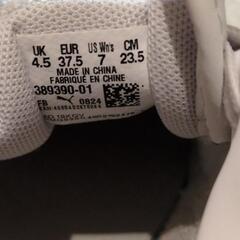 UK EUR US Wn's CM
4.5 37.5 7 23.5
MADE IN CHINA
FABRIQUÉ EN CHINE
389390-01
FB 0824